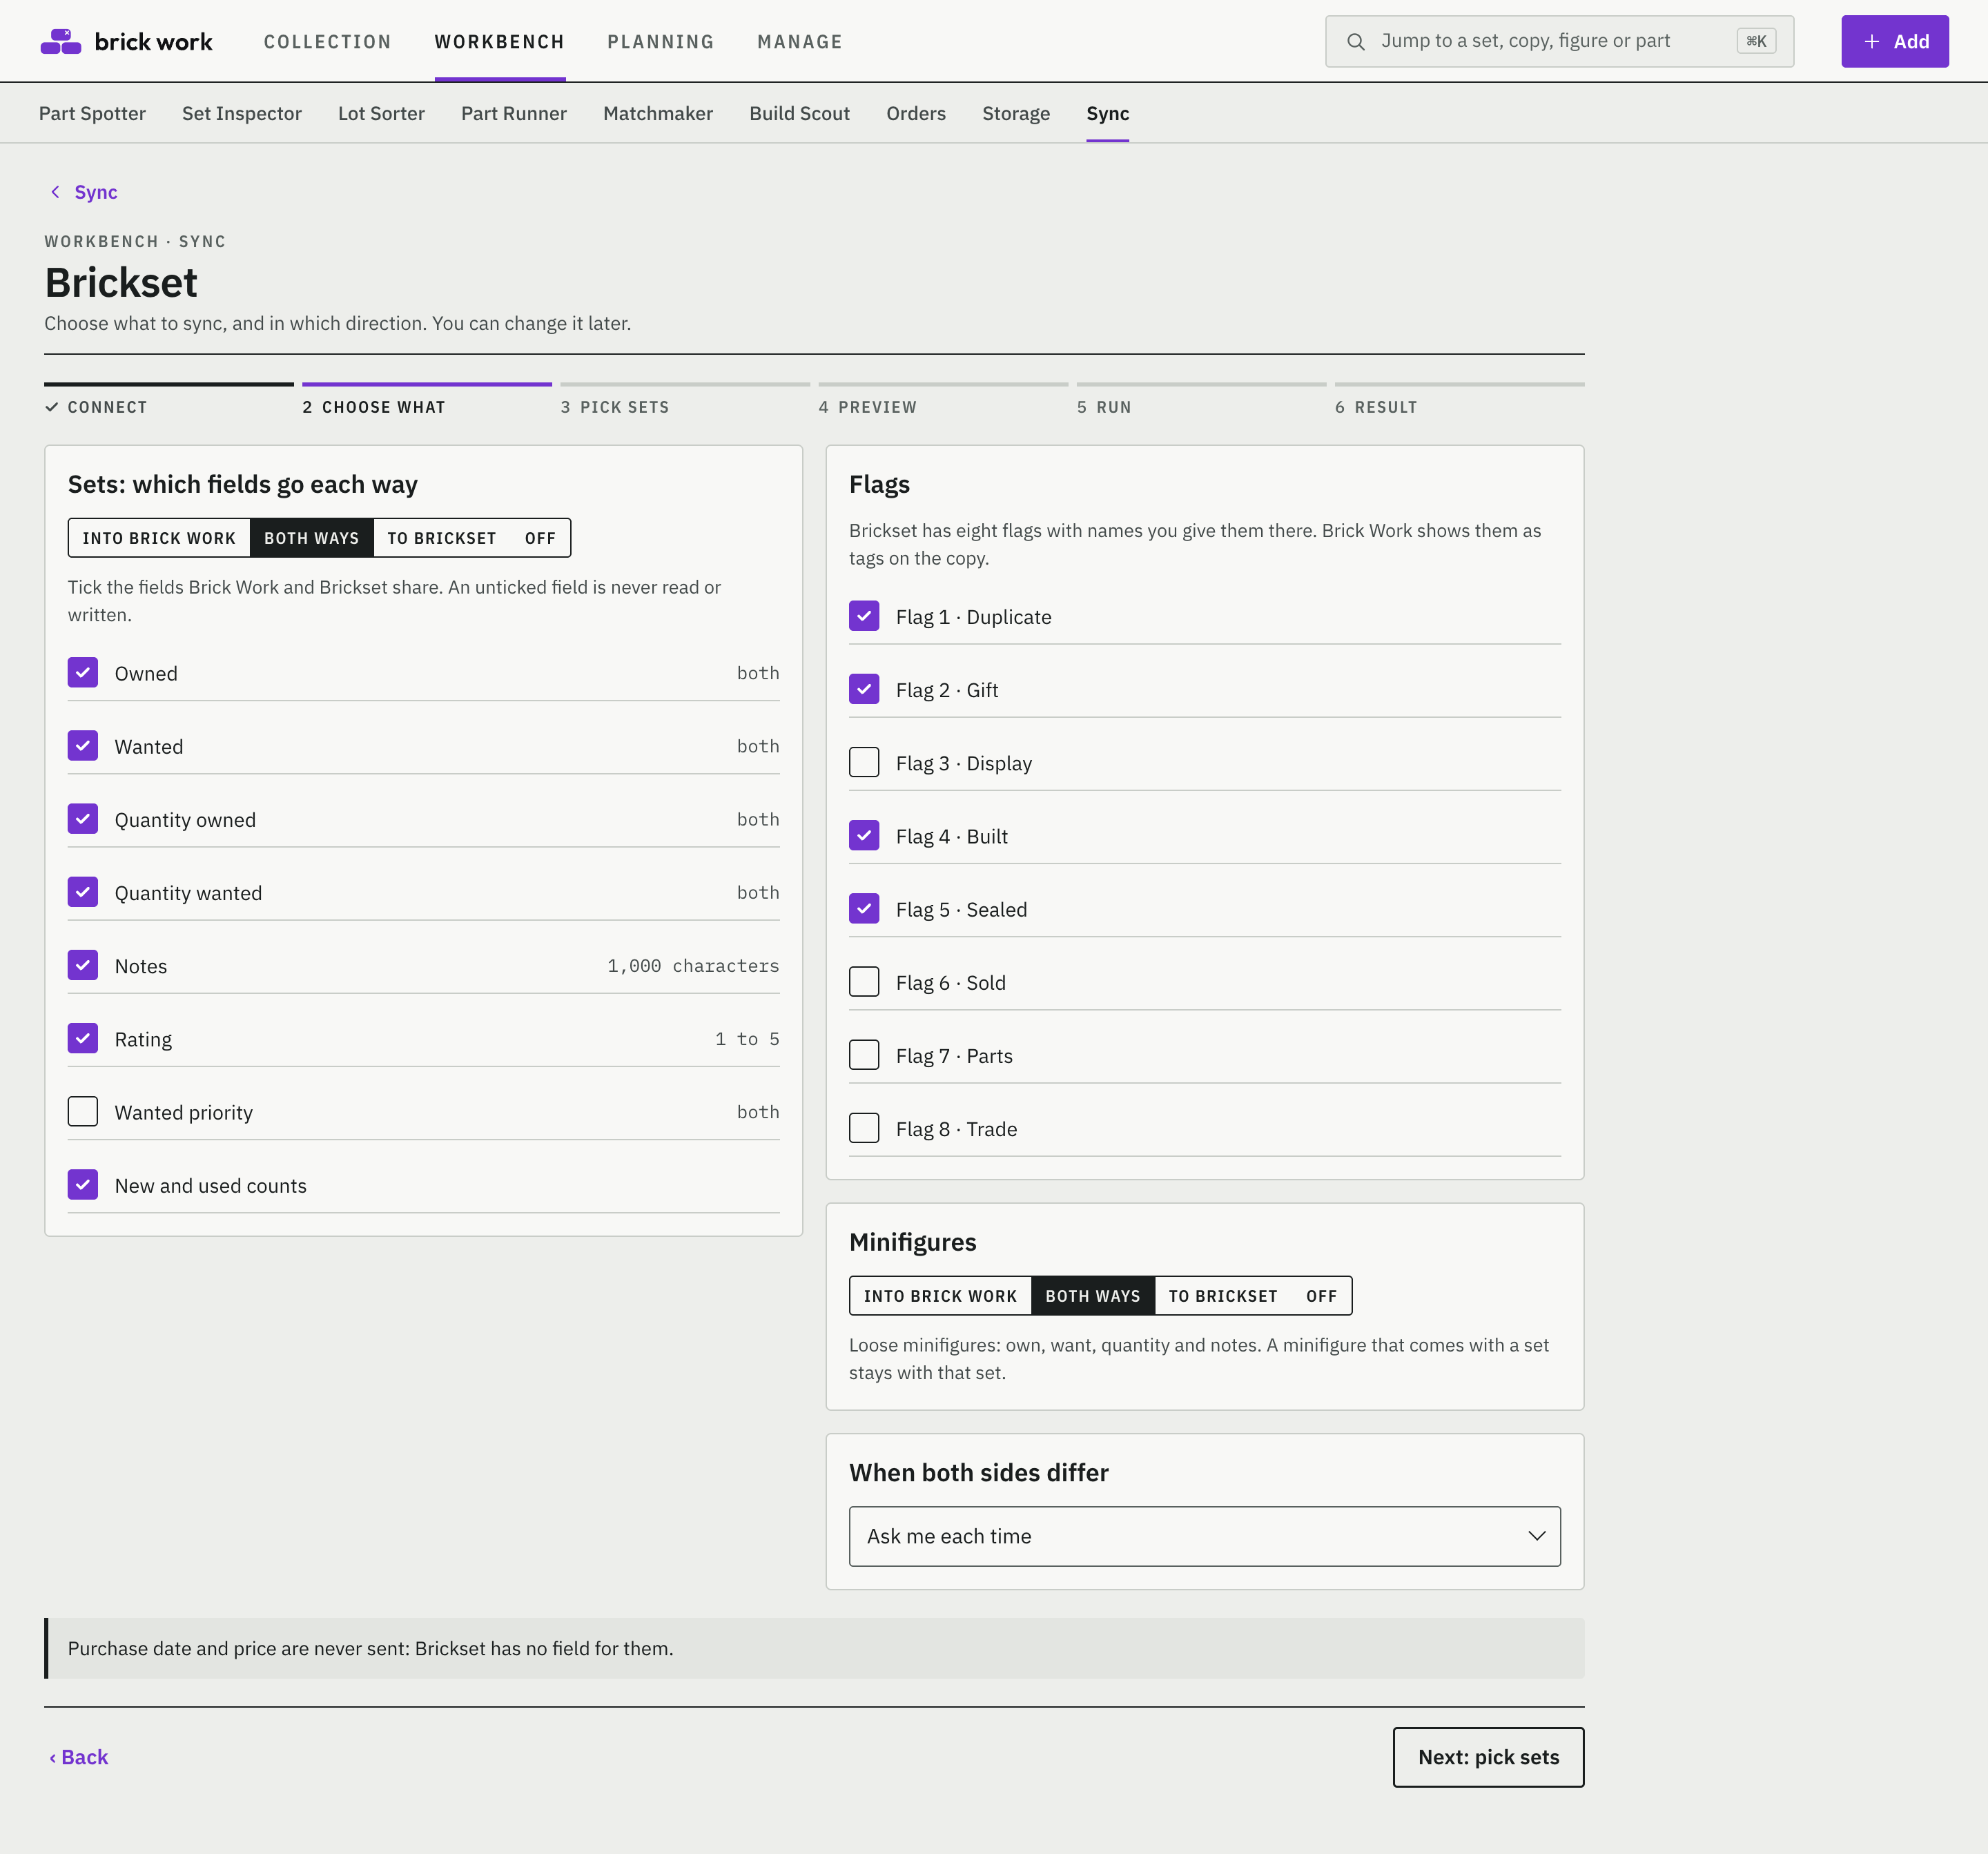 brick work
COLLECTION
WORKBENCH
PLANNING
MANAGE
Jump to a set, copy, figure or part
⌘K
+ Add
Part Spotter
Set Inspector
Lot Sorter
Part Runner
Matchmaker
Build Scout
Orders
Storage
Sync
‹ Sync
WORKBENCH · SYNC
Brickset
Choose what to sync, and in which direction. You can change it later.
CONNECT
2 CHOOSE WHAT
3 PICK SETS
4 PREVIEW
5 RUN
6 RESULT
Sets: which fields go each way
INTO BRICK WORK
BOTH WAYS
TO BRICKSET
OFF
Tick the fields Brick Work and Brickset share. An unticked field is never read or
written.
Owned both
Wanted both
Quantity owned both
Quantity wanted both
Notes 1,000 characters
Rating 1 to 5
Wanted priority both
New and used counts
Flags
Brickset has eight flags with names you give them there. Brick Work shows them as
tags on the copy.
Flag 1 · Duplicate
Flag 2 · Gift
Flag 3 · Display
Flag 4 · Built
Flag 5 · Sealed
Flag 6 · Sold
Flag 7 · Parts
Flag 8 · Trade
Minifigures
INTO BRICK WORK
BOTH WAYS
TO BRICKSET
OFF
Loose minifigures: own, want, quantity and notes. A minifigure that comes with a set
stays with that set.
When both sides differ
Ask me each time
Purchase date and price are never sent: Brickset has no field for them.
‹ Back
Next: pick sets